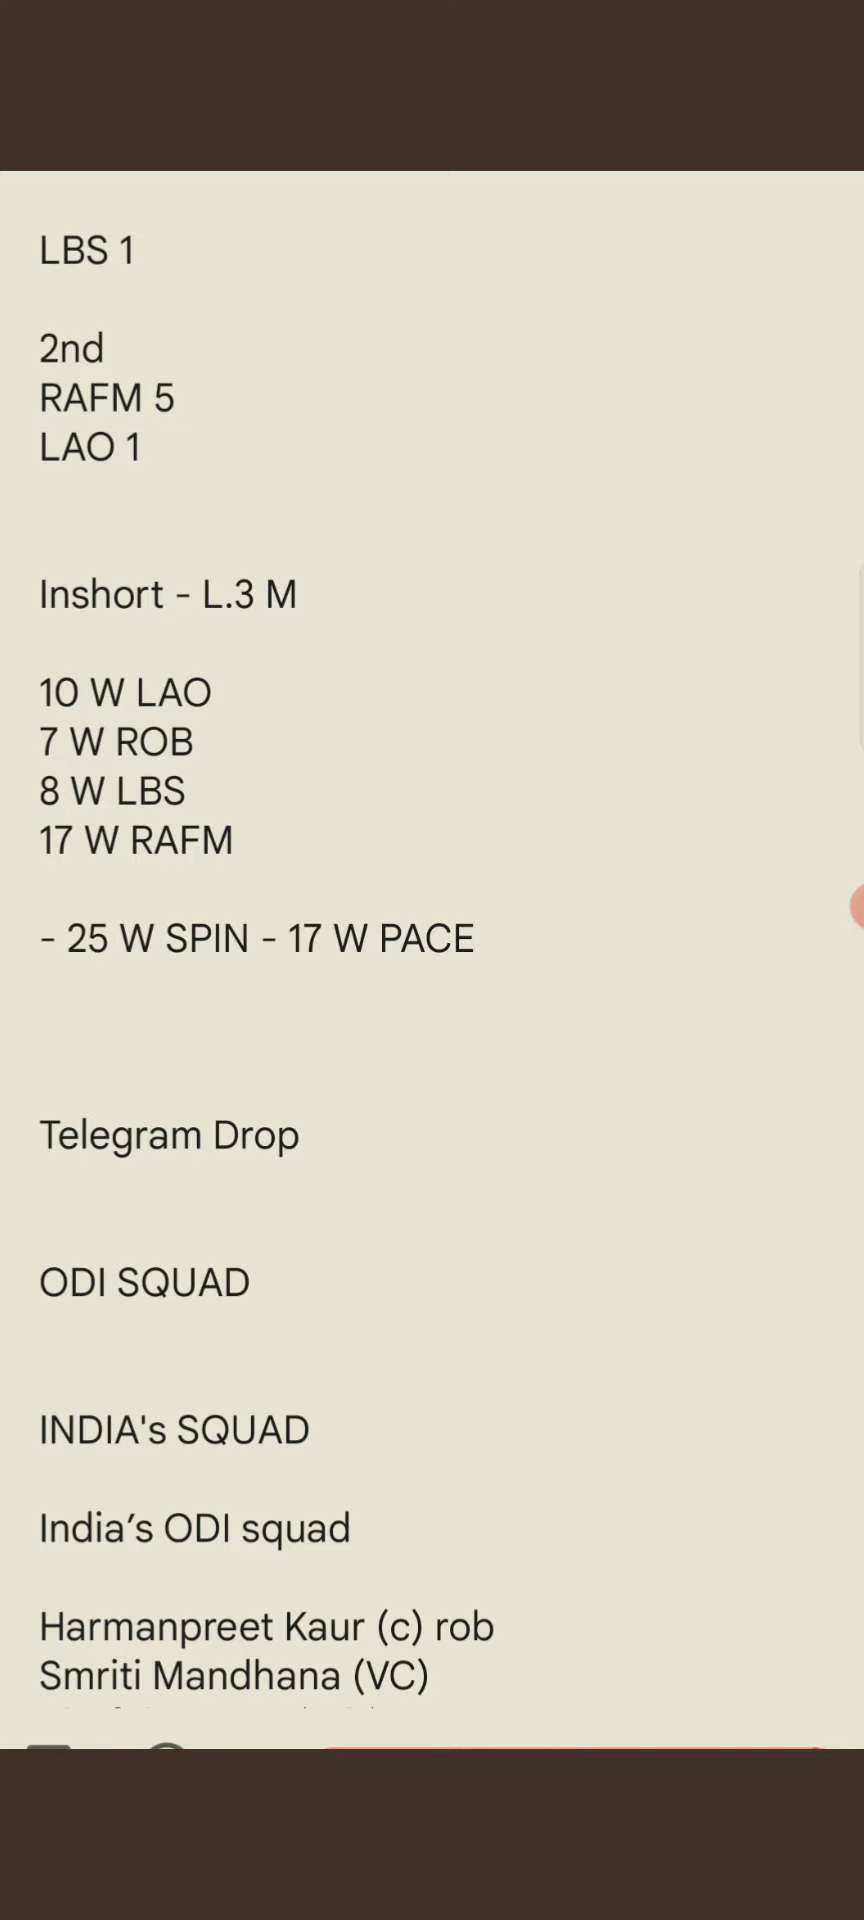 LBS 1
2nd
RAFM 5
LAO 1
Inshort - L.3 M
10 W LAO
7 W ROB
8 W LBS
17 W RAFM
- 25 W SPIN - 17 W PACE
Telegram Drop
ODI SQUAD
INDIA's SQUAD
India’s ODI squad
Harmanpreet Kaur (c) rob
Smriti Mandhana (VC)